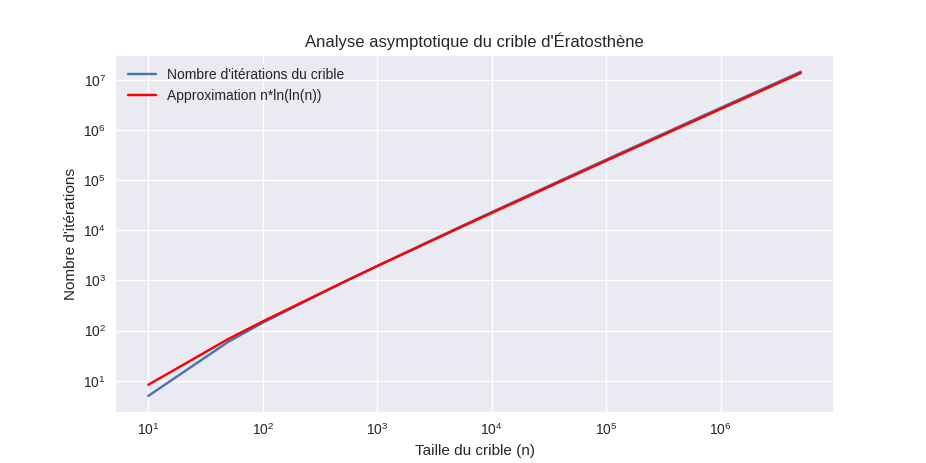 Analyse asymptotique du crible d'Ératosthène
Nombre d'itérations du crible
Approximation n*ln(ln(n))
Nombre d'itérations
10⁷
10⁶
10⁵
10⁴
10³
10²
10¹
10¹ 10² 10³ 10⁴ 10⁵ 10⁶
Taille du crible (n)